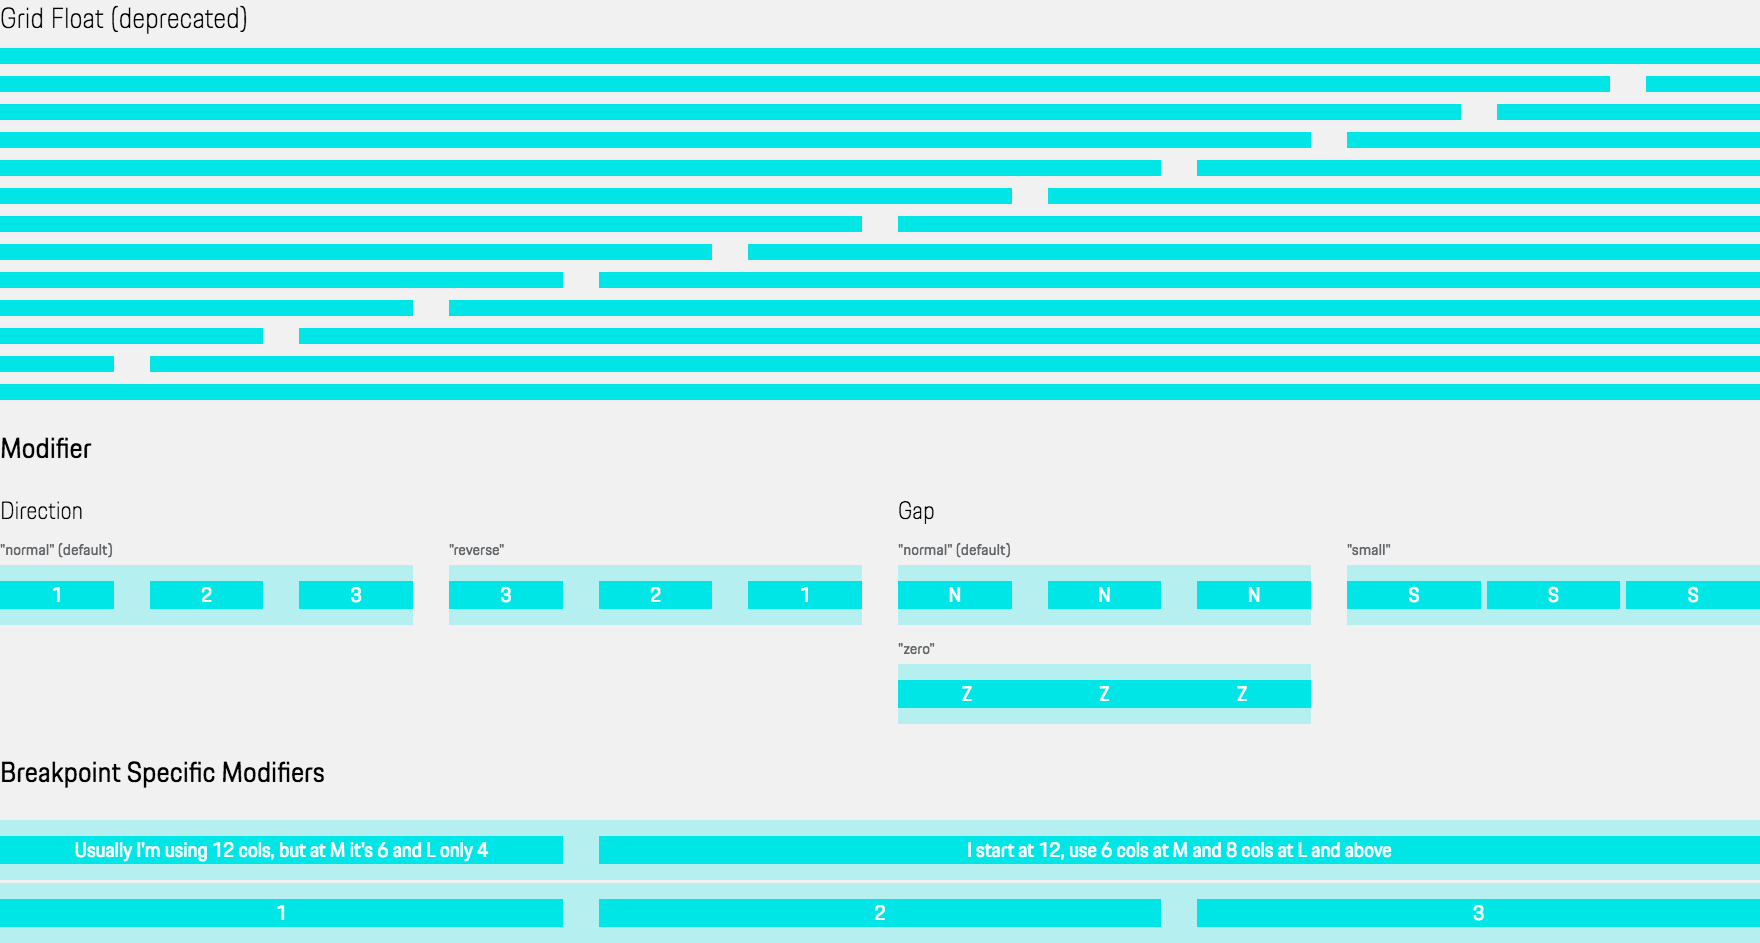 Grid Float (deprecated)
Modifier
Direction
Gap
"normal" (default)
"reverse"
"normal" (default)
"small"
1 2 3
3 2 1
N N N
S S S
"zero"
Z Z Z
Breakpoint Specific Modifiers
Usually I'm using 12 cols, but at M it's 6 and L only 4
I start at 12, use 6 cols at M and 8 cols at L and above
1 2 3